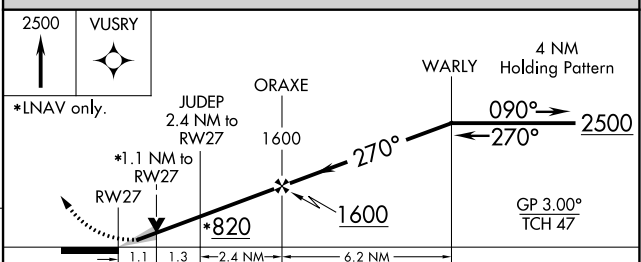 2500
VUSRY
*LNAV only.
JUDEP
2.4 NM to
RW27
*1.1 NM to
RW27
RW27
ORAXE
1600
WARLY
4 NM
Holding Pattern
090°
270°
2500
270°
1600
*820
GP 3.00°
TCH 47
1.1
1.3
2.4 NM
6.2 NM